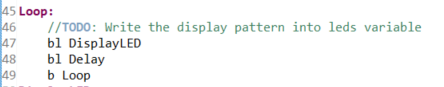 45 Loop:
46 //TODO: Write the display pattern into leds variable
47 bl DisplayLED
48 bl Delay
49 b Loop